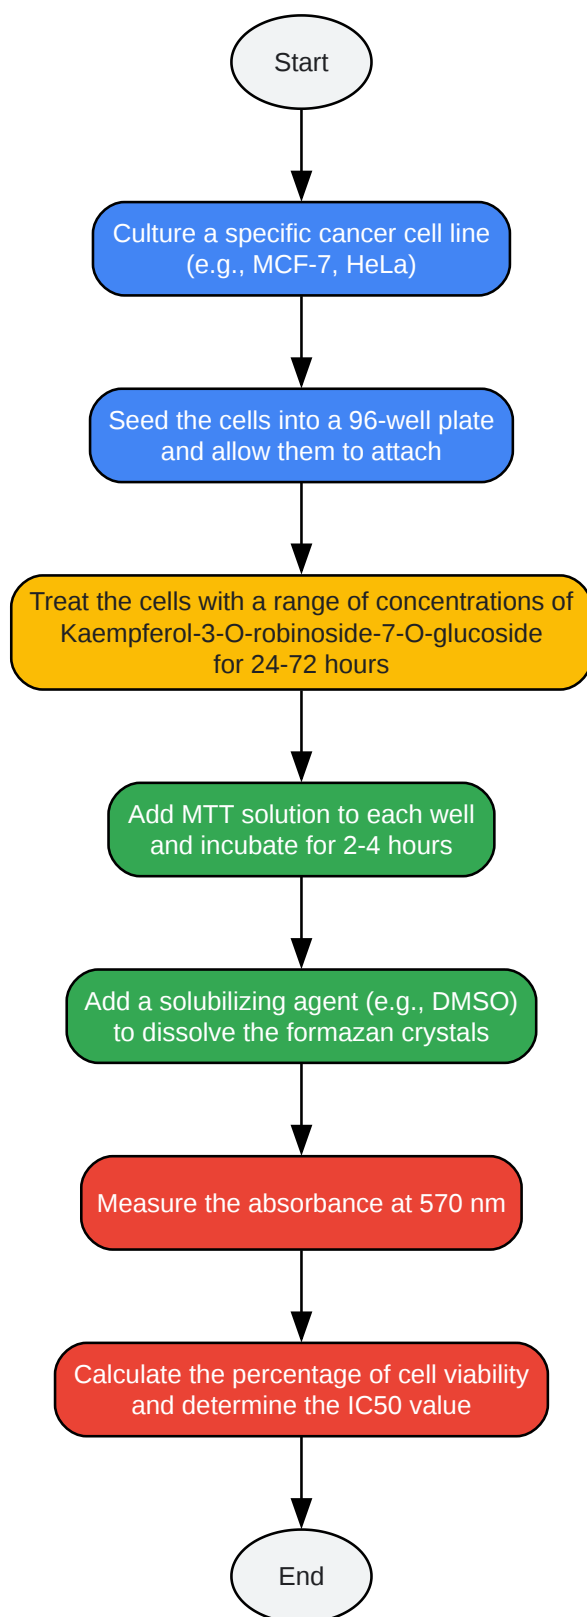 Start
Culture a specific cancer cell line
(e.g., MCF-7, HeLa)
Seed the cells into a 96-well plate
and allow them to attach
Treat the cells with a range of concentrations of
Kaempferol-3-O-robinoside-7-O-glucoside
for 24-72 hours
Add MTT solution to each well
and incubate for 2-4 hours
Add a solubilizing agent (e.g., DMSO)
to dissolve the formazan crystals
Measure the absorbance at 570 nm
Calculate the percentage of cell viability
and determine the IC50 value
End